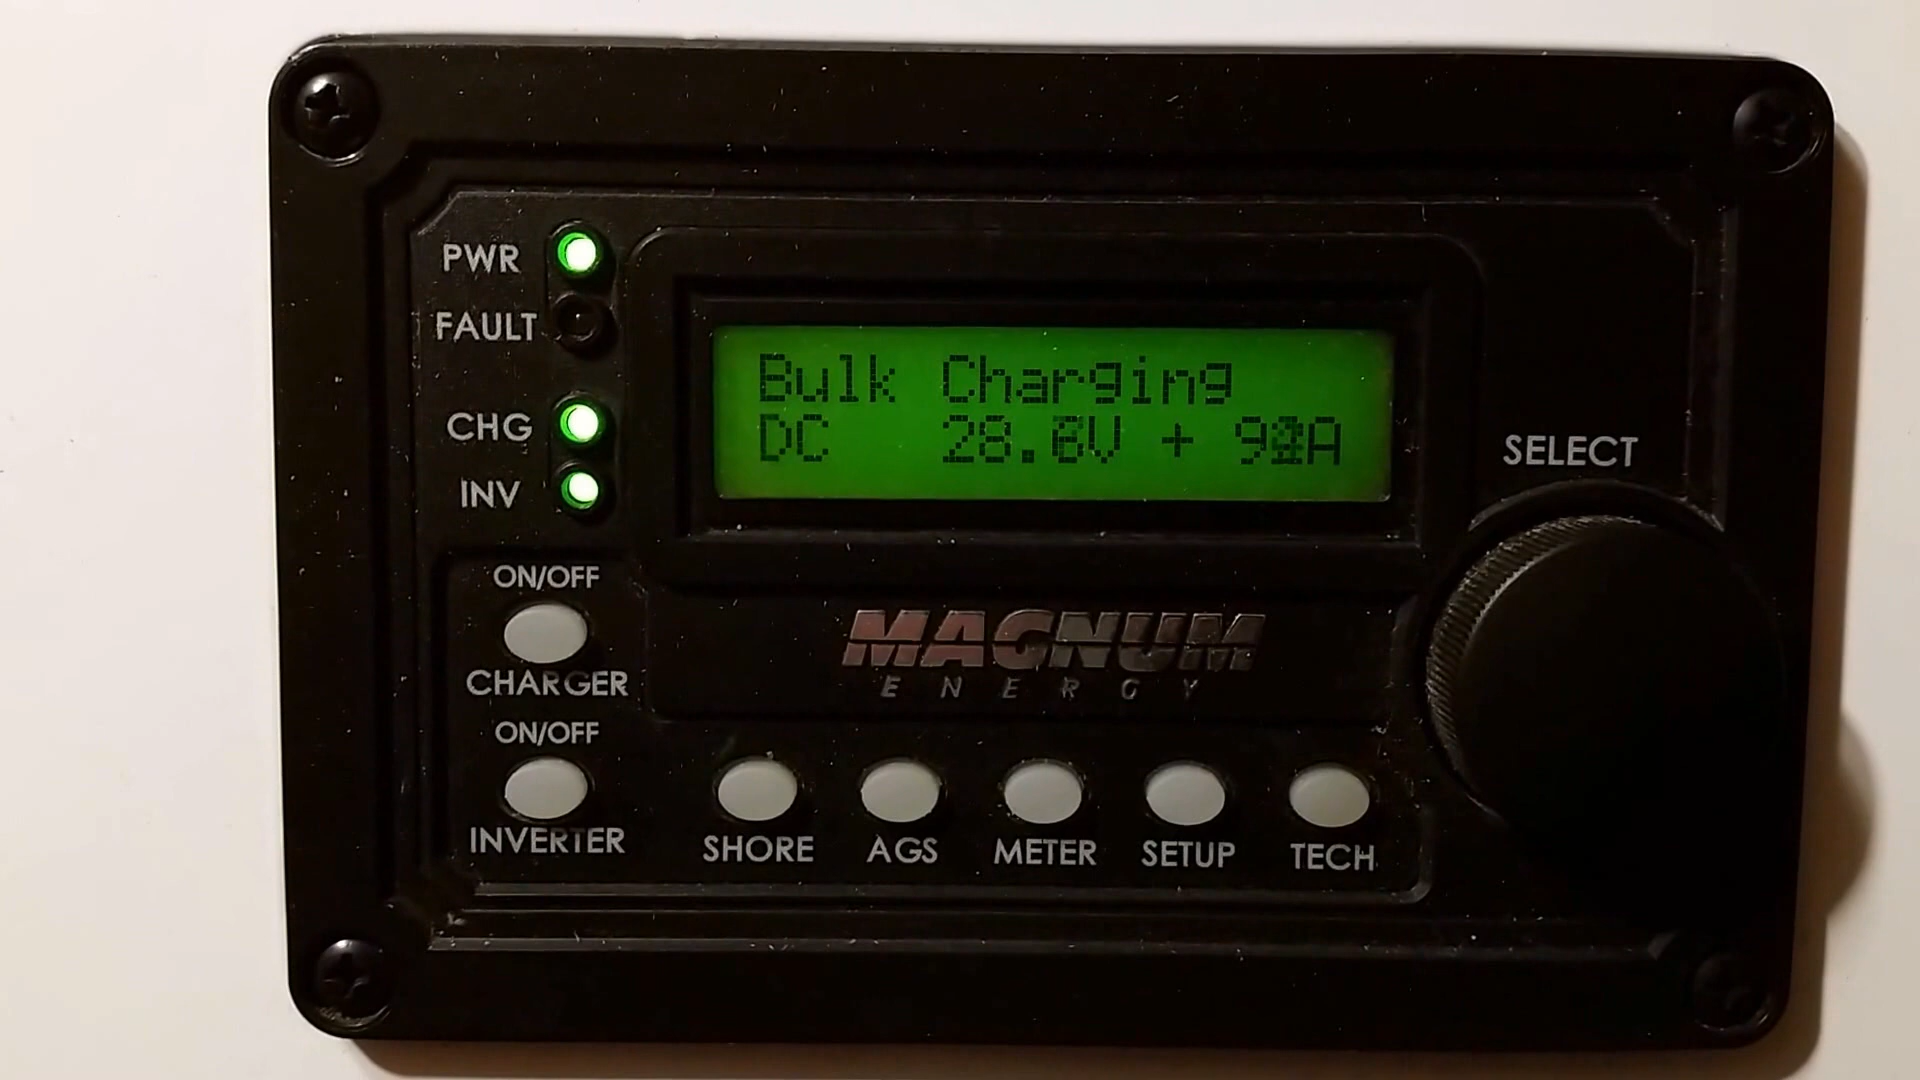 PWR
FAULT
CHG
INV
Bulk Charging
DC + A
SELECT
ON/OFF
CHARGER
ON/OFF
INVERTER
MAGNUM
ENERGY
SHORE
AGS
METER
SETUP
TECH